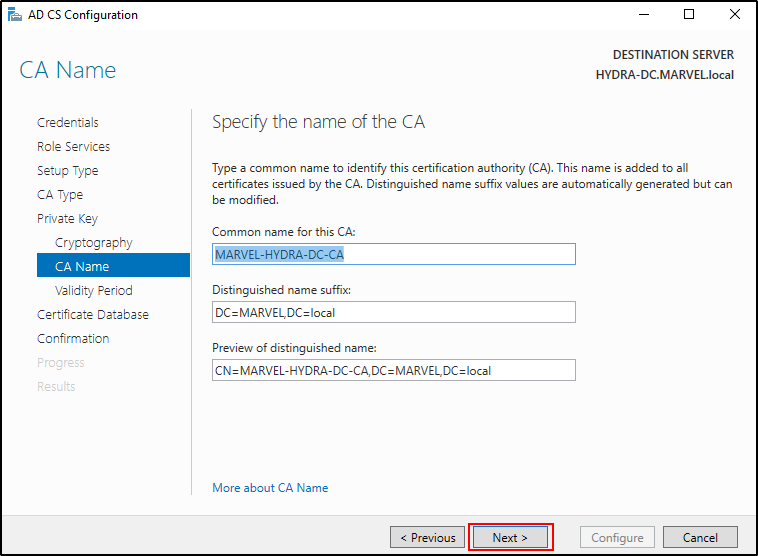 AD CS Configuration
CA Name
DESTINATION SERVER
HYDRA-DC.MARVEL.local
Credentials
Role Services
Setup Type
CA Type
Private Key
Cryptography
CA Name
Validity Period
Certificate Database
Confirmation
Progress
Results
Specify the name of the CA
Type a common name to identify this certification authority (CA). This name is added to all
certificates issued by the CA. Distinguished name suffix values are automatically generated but can
be modified.
Common name for this CA:
MARVEL-HYDRA-DC-CA
Distinguished name suffix:
DC=MARVEL,DC=local
Preview of distinguished name:
CN=MARVEL-HYDRA-DC-CA,DC=MARVEL,DC=local
More about CA Name
< Previous
Next >
Configure
Cancel